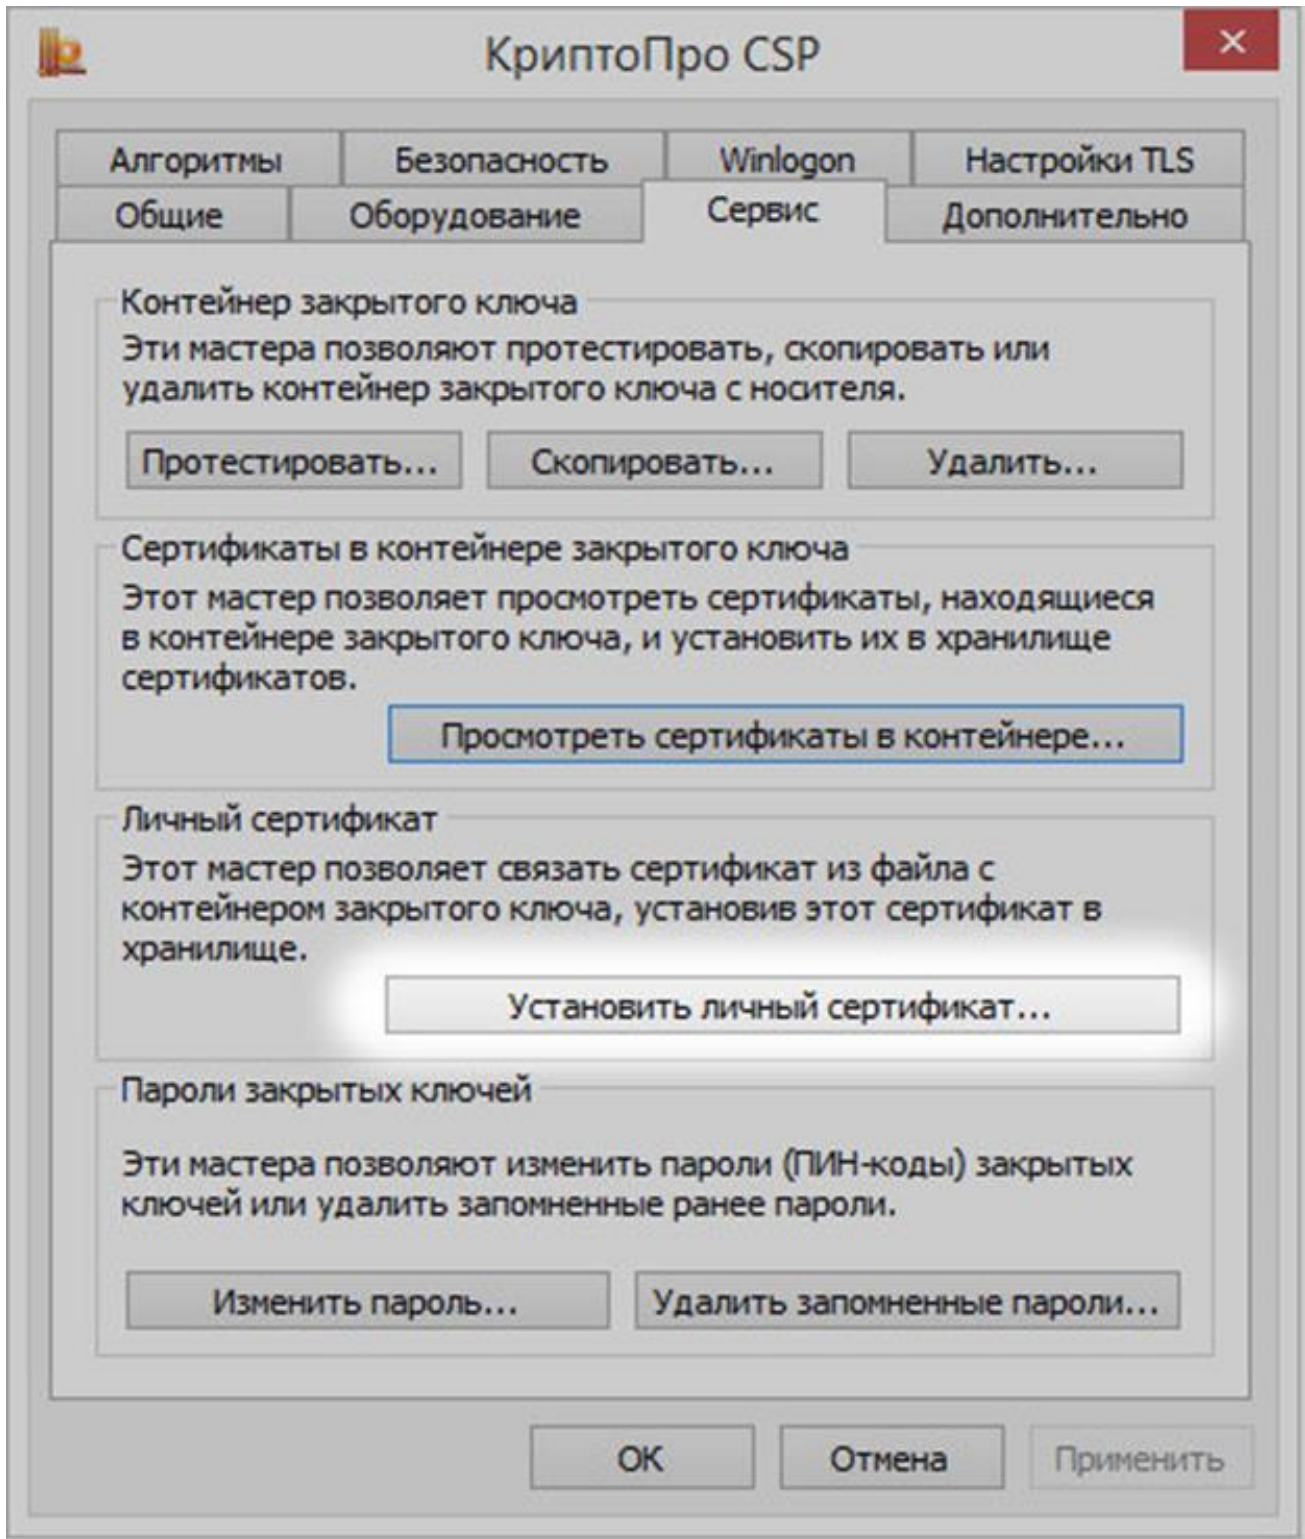 КриптоПро CSP
Алгоритмы
Безопасность
Winlogon
Настройки TLS
Общие
Оборудование
Сервис
Дополнительно
Контейнер закрытого ключа
Эти мастера позволяют протестировать, скопировать или
удалить контейнер закрытого ключа с носителя.
Протестировать...
Скопировать...
Удалить...
Сертификаты в контейнере закрытого ключа
Этот мастер позволяет просмотреть сертификаты, находящиеся
в контейнере закрытого ключа, и установить их в хранилище
сертификатов.
Просмотреть сертификаты в контейнере...
Личный сертификат
Этот мастер позволяет связать сертификат из файла с
контейнером закрытого ключа, установив этот сертификат в
хранилище.
Установить личный сертификат...
Пароли закрытых ключей
Эти мастера позволяют изменить пароли (ПИН-коды) закрытых
ключей или удалить запомненные ранее пароли.
Изменить пароль...
Удалить запомненные пароли...
ОК
Отмена
Применить